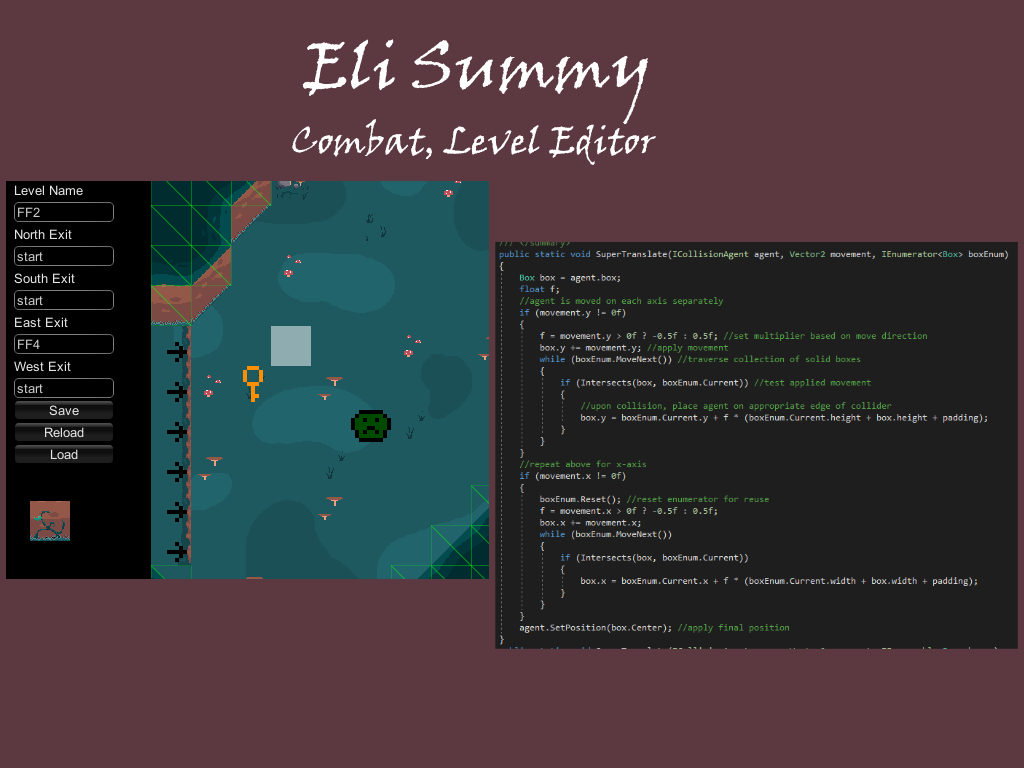 Eli Summy
Combat, Level Editor
Level Name
FF2
North Exit
start
South Exit
start
East Exit
FF4
West Exit
start
Save
Reload
Load
/// </summary>
public static void SuperTranslate(ICollisionAgent agent, Vector2 movement, IEnumerator<Box> boxEnum)
{
Box box = agent.box;
float f;
//agent is moved on each axis separately
if (movement.y != 0f)
{
f = movement.y > 0f ? -0.5f : 0.5f; //set multiplier based on move direction
box.y += movement.y; //apply movement
while (boxEnum.MoveNext()) //traverse collection of solid boxes
{
if (Intersects(box, boxEnum.Current)) //test applied movement
{
//upon collision, place agent on appropriate edge of collider
box.y = boxEnum.Current.y + f * (boxEnum.Current.height + box.height + padding);
}
}
}
//repeat above for x-axis
if (movement.x != 0f)
{
boxEnum.Reset(); //reset enumerator for reuse
f = movement.x > 0f ? -0.5f : 0.5f;
box.x += movement.x;
while (boxEnum.MoveNext())
{
if (Intersects(box, boxEnum.Current))
{
box.x = boxEnum.Current.x + f * (boxEnum.Current.width + box.width + padding);
}
}
}
agent.SetPosition(box.Center); //apply final position
}